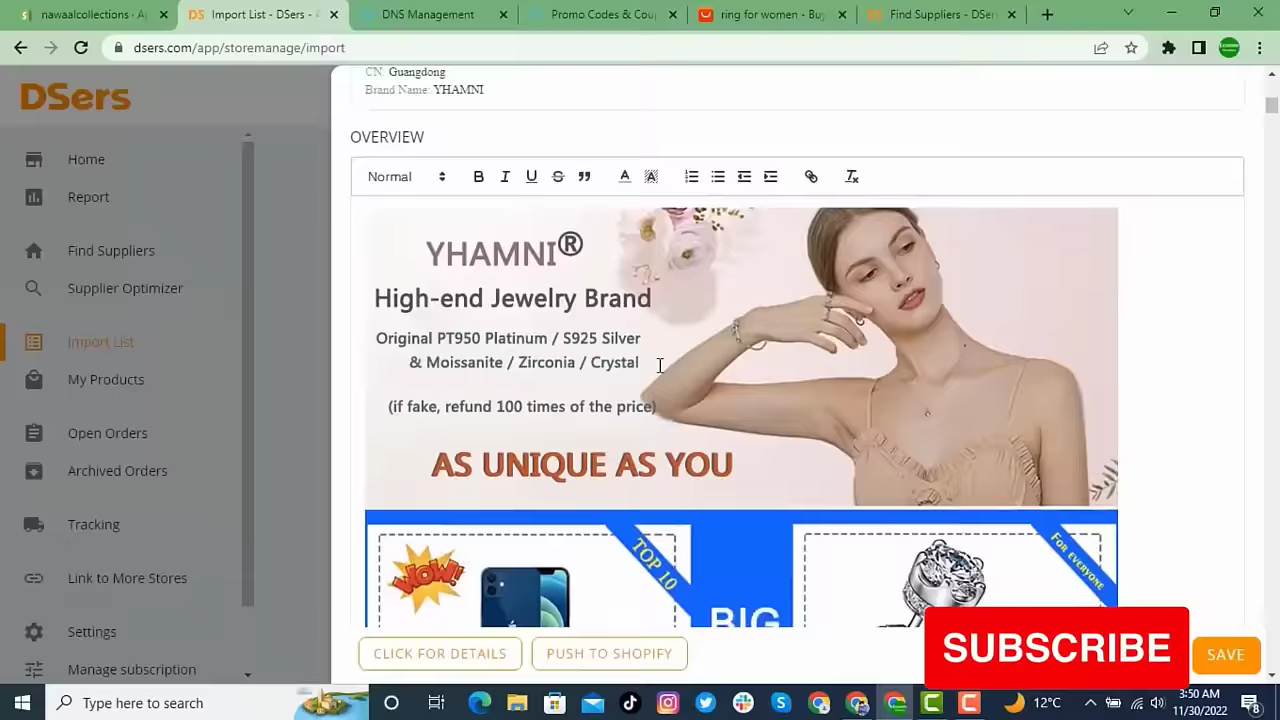 nawaalcollections · A
Import List - DSers -
DNS Management
Promo Codes & Cou
ring for women - Buy
Find Suppliers - DSer
dsers.com/app/storemanage/import
DSers
CN: Guangdong
Brand Name: YHAMNI
OVERVIEW
Normal
Home
Report
Find Suppliers
Supplier Optimizer
Import List
My Products
Open Orders
Archived Orders
Tracking
Link to More Stores
Settings
Manage subscription
YHAMNI®
High-end Jewelry Brand
Original PT950 Platinum / S925 Silver
& Moissanite / Zirconia / Crystal
(if fake, refund 100 times of the price)
AS UNIQUE AS YOU
WOW!
TOP 10
BIG
FOR EVERYONE
CLICK FOR DETAILS
PUSH TO SHOPIFY
SUBSCRIBE
SAVE
Type here to search
12°C
3:50 AM
11/30/2022
8